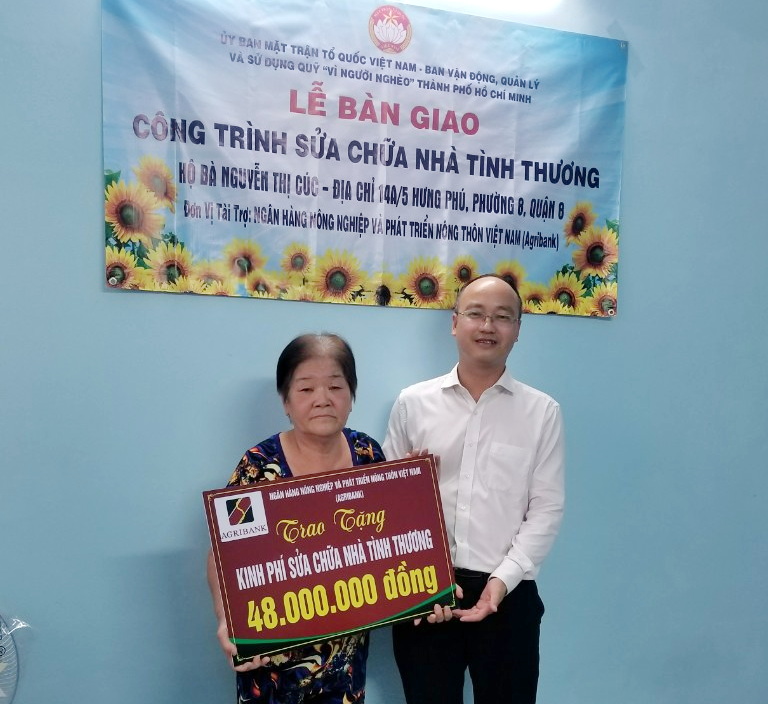 ỦY BAN MẶT TRẬN TỔ QUỐC VIỆT NAM - BAN VẬN ĐỘNG, QUẢN LÝ
VÀ SỬ DỤNG QUỸ "VÌ NGƯỜI NGHÈO" THÀNH PHỐ HỒ CHÍ MINH
LỄ BÀN GIAO
CÔNG TRÌNH SỬA CHỮA NHÀ TÌNH THƯƠNG
HỘ BÀ NGUYỄN THỊ CÚC - ĐỊA CHỈ 14A/5 HƯNG PHÚ, PHƯỜNG 8, QUẬN 8
Đơn Vị Tài Trợ: NGÂN HÀNG NÔNG NGHIỆP VÀ PHÁT TRIỂN NÔNG THÔN VIỆT NAM (Agribank)
NGÂN HÀNG NÔNG NGHIỆP VÀ PHÁT TRIỂN NÔNG THÔN VIỆT NAM
(AGRIBANK)
AGRIBANK
Trao Tặng
KINH PHÍ SỬA CHỮA NHÀ TÌNH THƯƠNG
48.000.000 đồng